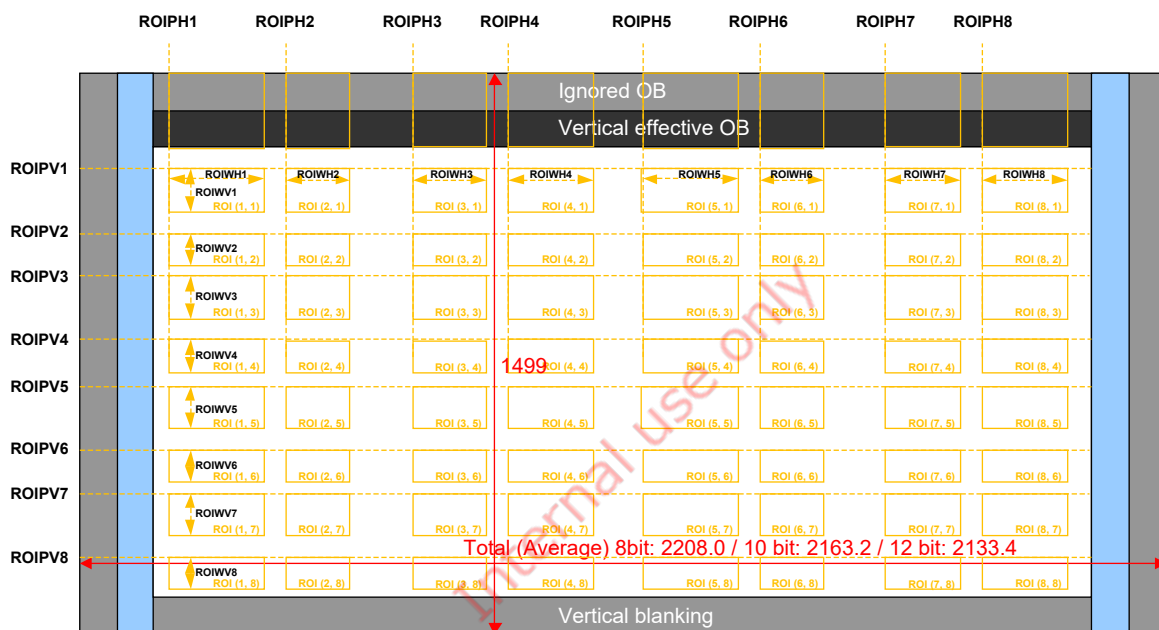 ROIPH1 ROIPH2 ROIPH3 ROIPH4 ROIPH5 ROIPH6 ROIPH7 ROIPH8
Ignored OB
Vertical effective OB
ROIPV1
ROIWH1 ROIWH2 ROIWH3 ROIWH4 ROIWH5 ROIWH6 ROIWH7 ROIWH8
ROIWV1
ROI (1, 1) ROI (2, 1) ROI (3, 1) ROI (4, 1) ROI (5, 1) ROI (6, 1) ROI (7, 1) ROI (8, 1)
ROIPV2
ROIWV2
ROI (1, 2) ROI (2, 2) ROI (3, 2) ROI (4, 2) ROI (5, 2) ROI (6, 2) ROI (7, 2) ROI (8, 2)
ROIPV3
ROIWV3
ROI (1, 3) ROI (2, 3) ROI (3, 3) ROI (4, 3) ROI (5, 3) ROI (6, 3) ROI (7, 3) ROI (8, 3)
ROIPV4
ROIWV4
1499
ROI (1, 4) ROI (2, 4) ROI (3, 4) ROI (4, 4) ROI (5, 4) ROI (6, 4) ROI (7, 4) ROI (8, 4)
ROIPV5
ROIWV5
ROI (1, 5) ROI (2, 5) ROI (3, 5) ROI (4, 5) ROI (5, 5) ROI (6, 5) ROI (7, 5) ROI (8, 5)
ROIPV6
ROIWV6
ROI (1, 6) ROI (2, 6) ROI (3, 6) ROI (4, 6) ROI (5, 6) ROI (6, 6) ROI (7, 6) ROI (8, 6)
ROIPV7
ROIWV7
ROI (1, 7) ROI (2, 7) ROI (3, 7) ROI (4, 7) ROI (5, 7) ROI (6, 7) ROI (7, 7) ROI (8, 7)
Total (Average) 8bit: 2208.0 / 10 bit: 2163.2 / 12 bit: 2133.4
ROIPV8
ROIWV8
ROI (1, 8) ROI (2, 8) ROI (3, 8) ROI (4, 8) ROI (5, 8) ROI (6, 8) ROI (7, 8) ROI (8, 8)
Vertical blanking
Internal use only